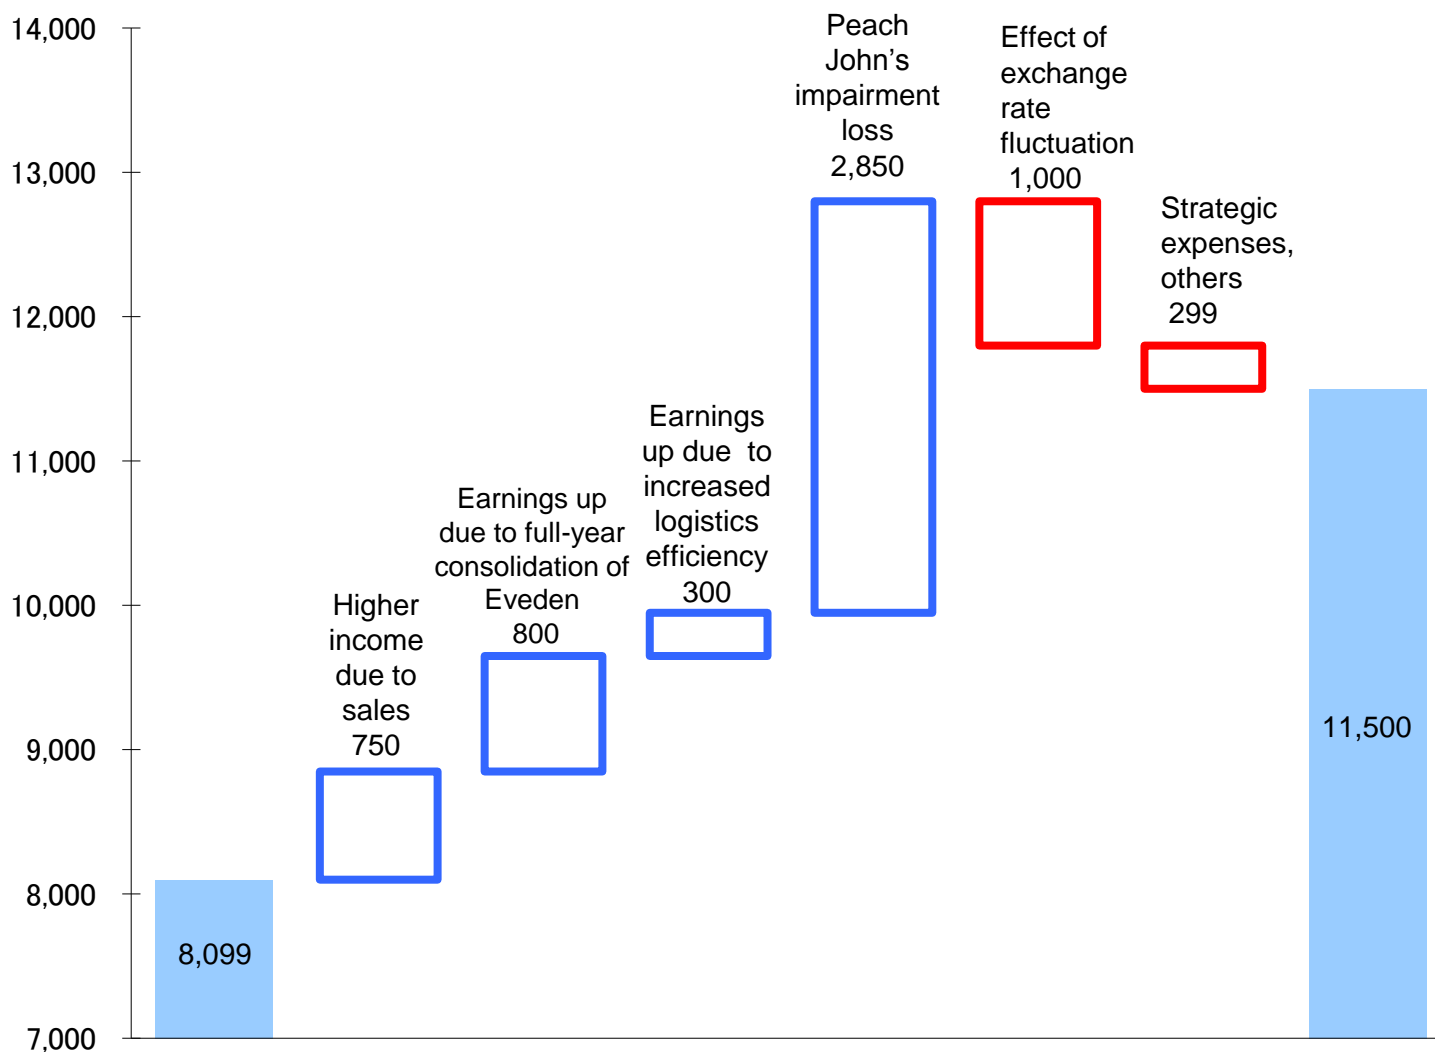 14,000
13,000
12,000
11,000
10,000
9,000
8,000
7,000
8,099
Higher
income
due to
sales
750
Earnings up
due to full-year
consolidation of
Eveden
800
Earnings
up due  to
increased
logistics
efficiency
300
Peach
John’s
impairment
loss
2,850
Effect of
exchange
rate
fluctuation
1,000
Strategic
expenses,
others
299
11,500